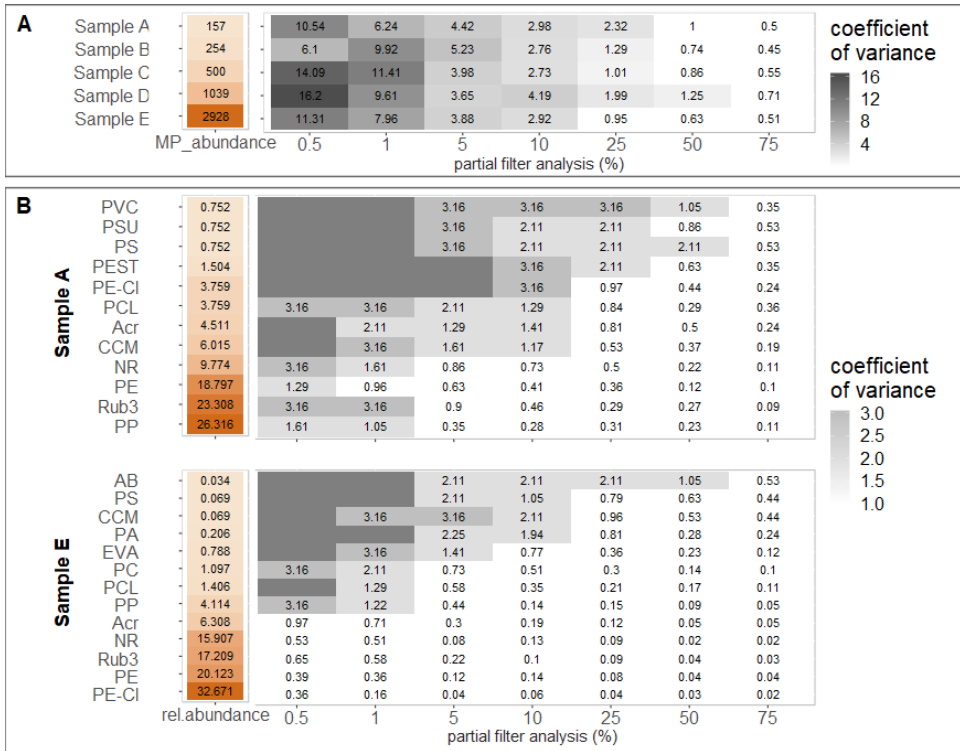 A
Sample A 157 10.54 6.24 4.42 2.98 2.32 1 0.5
Sample B 254 6.1 9.92 5.23 2.76 1.29 0.74 0.45
Sample C 500 14.09 11.41 3.98 2.73 1.01 0.86 0.55
Sample D 1039 16.2 9.61 3.65 4.19 1.99 1.25 0.71
Sample E 2928 11.31 7.96 3.88 2.92 0.95 0.63 0.51
MP_abundance 0.5 1 5 10 25 50 75
partial filter analysis (%)
coefficient
of variance
16
12
8
4
B
Sample A
PVC 0.752 3.16 3.16 3.16 1.05 0.35
PSU 0.752 3.16 2.11 2.11 0.86 0.53
PS 0.752 3.16 2.11 2.11 2.11 0.53
PEST 1.504 3.16 2.11 0.63 0.35
PE-Cl 3.759 3.16 0.97 0.44 0.24
PCL 3.759 3.16 3.16 2.11 1.29 0.84 0.29 0.36
Acr 4.511 2.11 1.29 1.41 0.81 0.5 0.24
CCM 6.015 3.16 1.61 1.17 0.53 0.37 0.19
NR 9.774 3.16 1.61 0.86 0.73 0.5 0.22 0.11
PE 18.797 1.29 0.96 0.63 0.41 0.36 0.12 0.1
Rub3 23.308 3.16 3.16 0.9 0.46 0.29 0.27 0.09
PP 26.316 1.61 1.05 0.35 0.28 0.31 0.23 0.11
coefficient
of variance
3.0
2.5
2.0
1.5
1.0
Sample E
AB 0.034 2.11 2.11 2.11 1.05 0.53
PS 0.069 2.11 1.05 0.79 0.63 0.44
CCM 0.069 3.16 3.16 2.11 0.96 0.53 0.44
PA 0.206 2.25 1.94 0.81 0.28 0.24
EVA 0.788 3.16 1.41 0.77 0.36 0.23 0.12
PC 1.097 3.16 2.11 0.73 0.51 0.3 0.14 0.1
PCL 1.406 1.29 0.58 0.35 0.21 0.17 0.11
PP 4.114 3.16 1.22 0.44 0.14 0.15 0.09 0.05
Acr 6.308 0.97 0.71 0.3 0.19 0.12 0.05 0.05
NR 15.907 0.53 0.51 0.08 0.13 0.09 0.02 0.02
Rub3 17.209 0.65 0.58 0.22 0.1 0.09 0.04 0.03
PE 20.123 0.39 0.36 0.12 0.14 0.08 0.04 0.04
PE-Cl 32.671 0.36 0.16 0.04 0.06 0.04 0.03 0.02
rel.abundance 0.5 1 5 10 25 50 75
partial filter analysis (%)